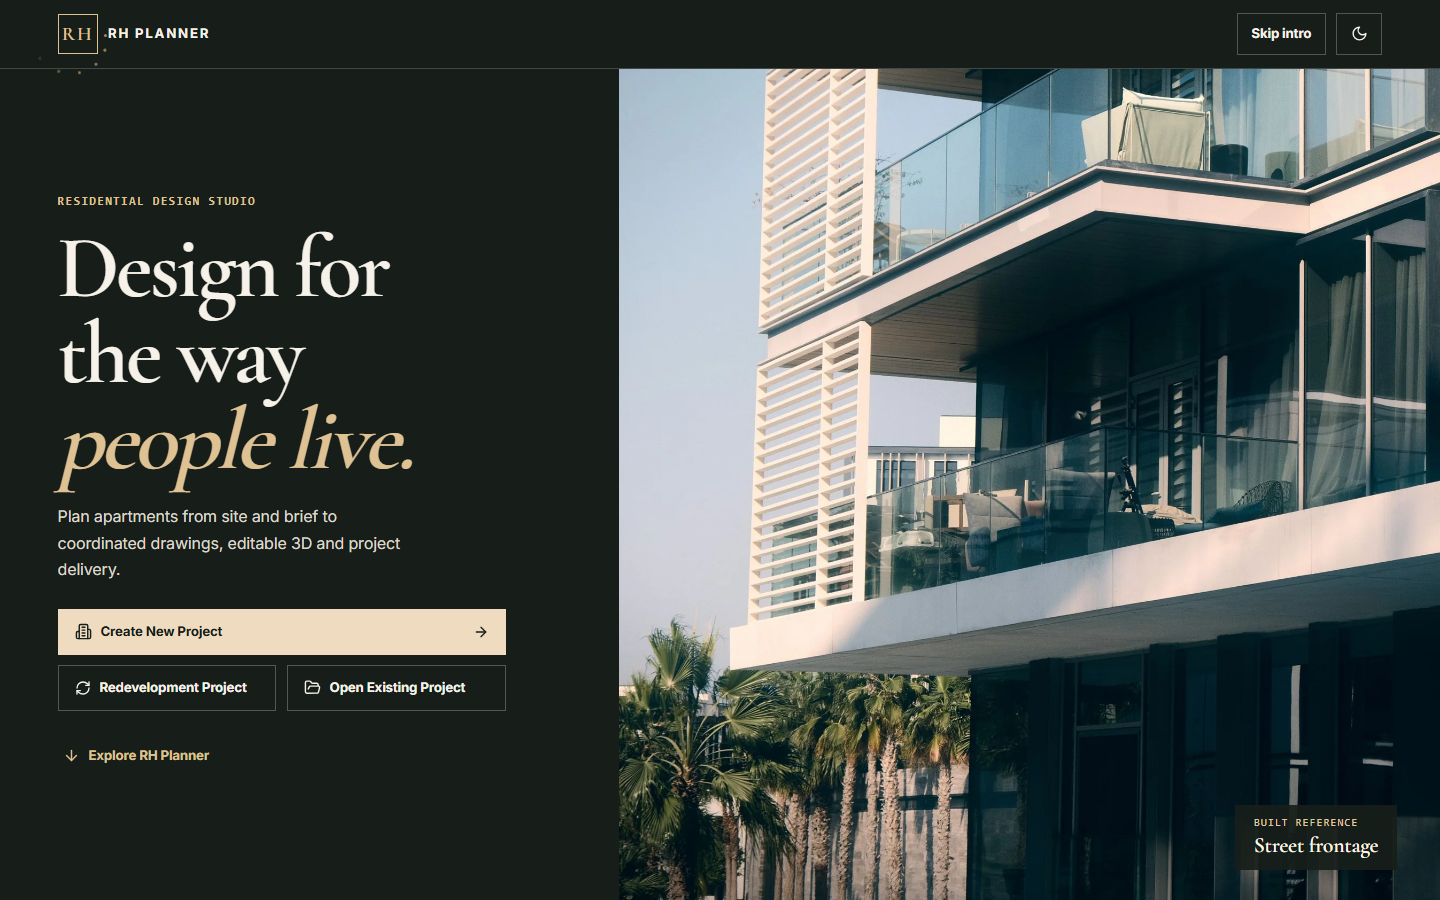 RH
RH PLANNER
Skip intro
RESIDENTIAL DESIGN STUDIO
Design for
the way
people live.
Plan apartments from site and brief to
coordinated drawings, editable 3D and project
delivery.
Create New Project
Redevelopment Project
Open Existing Project
Explore RH Planner
BUILT REFERENCE
Street frontage